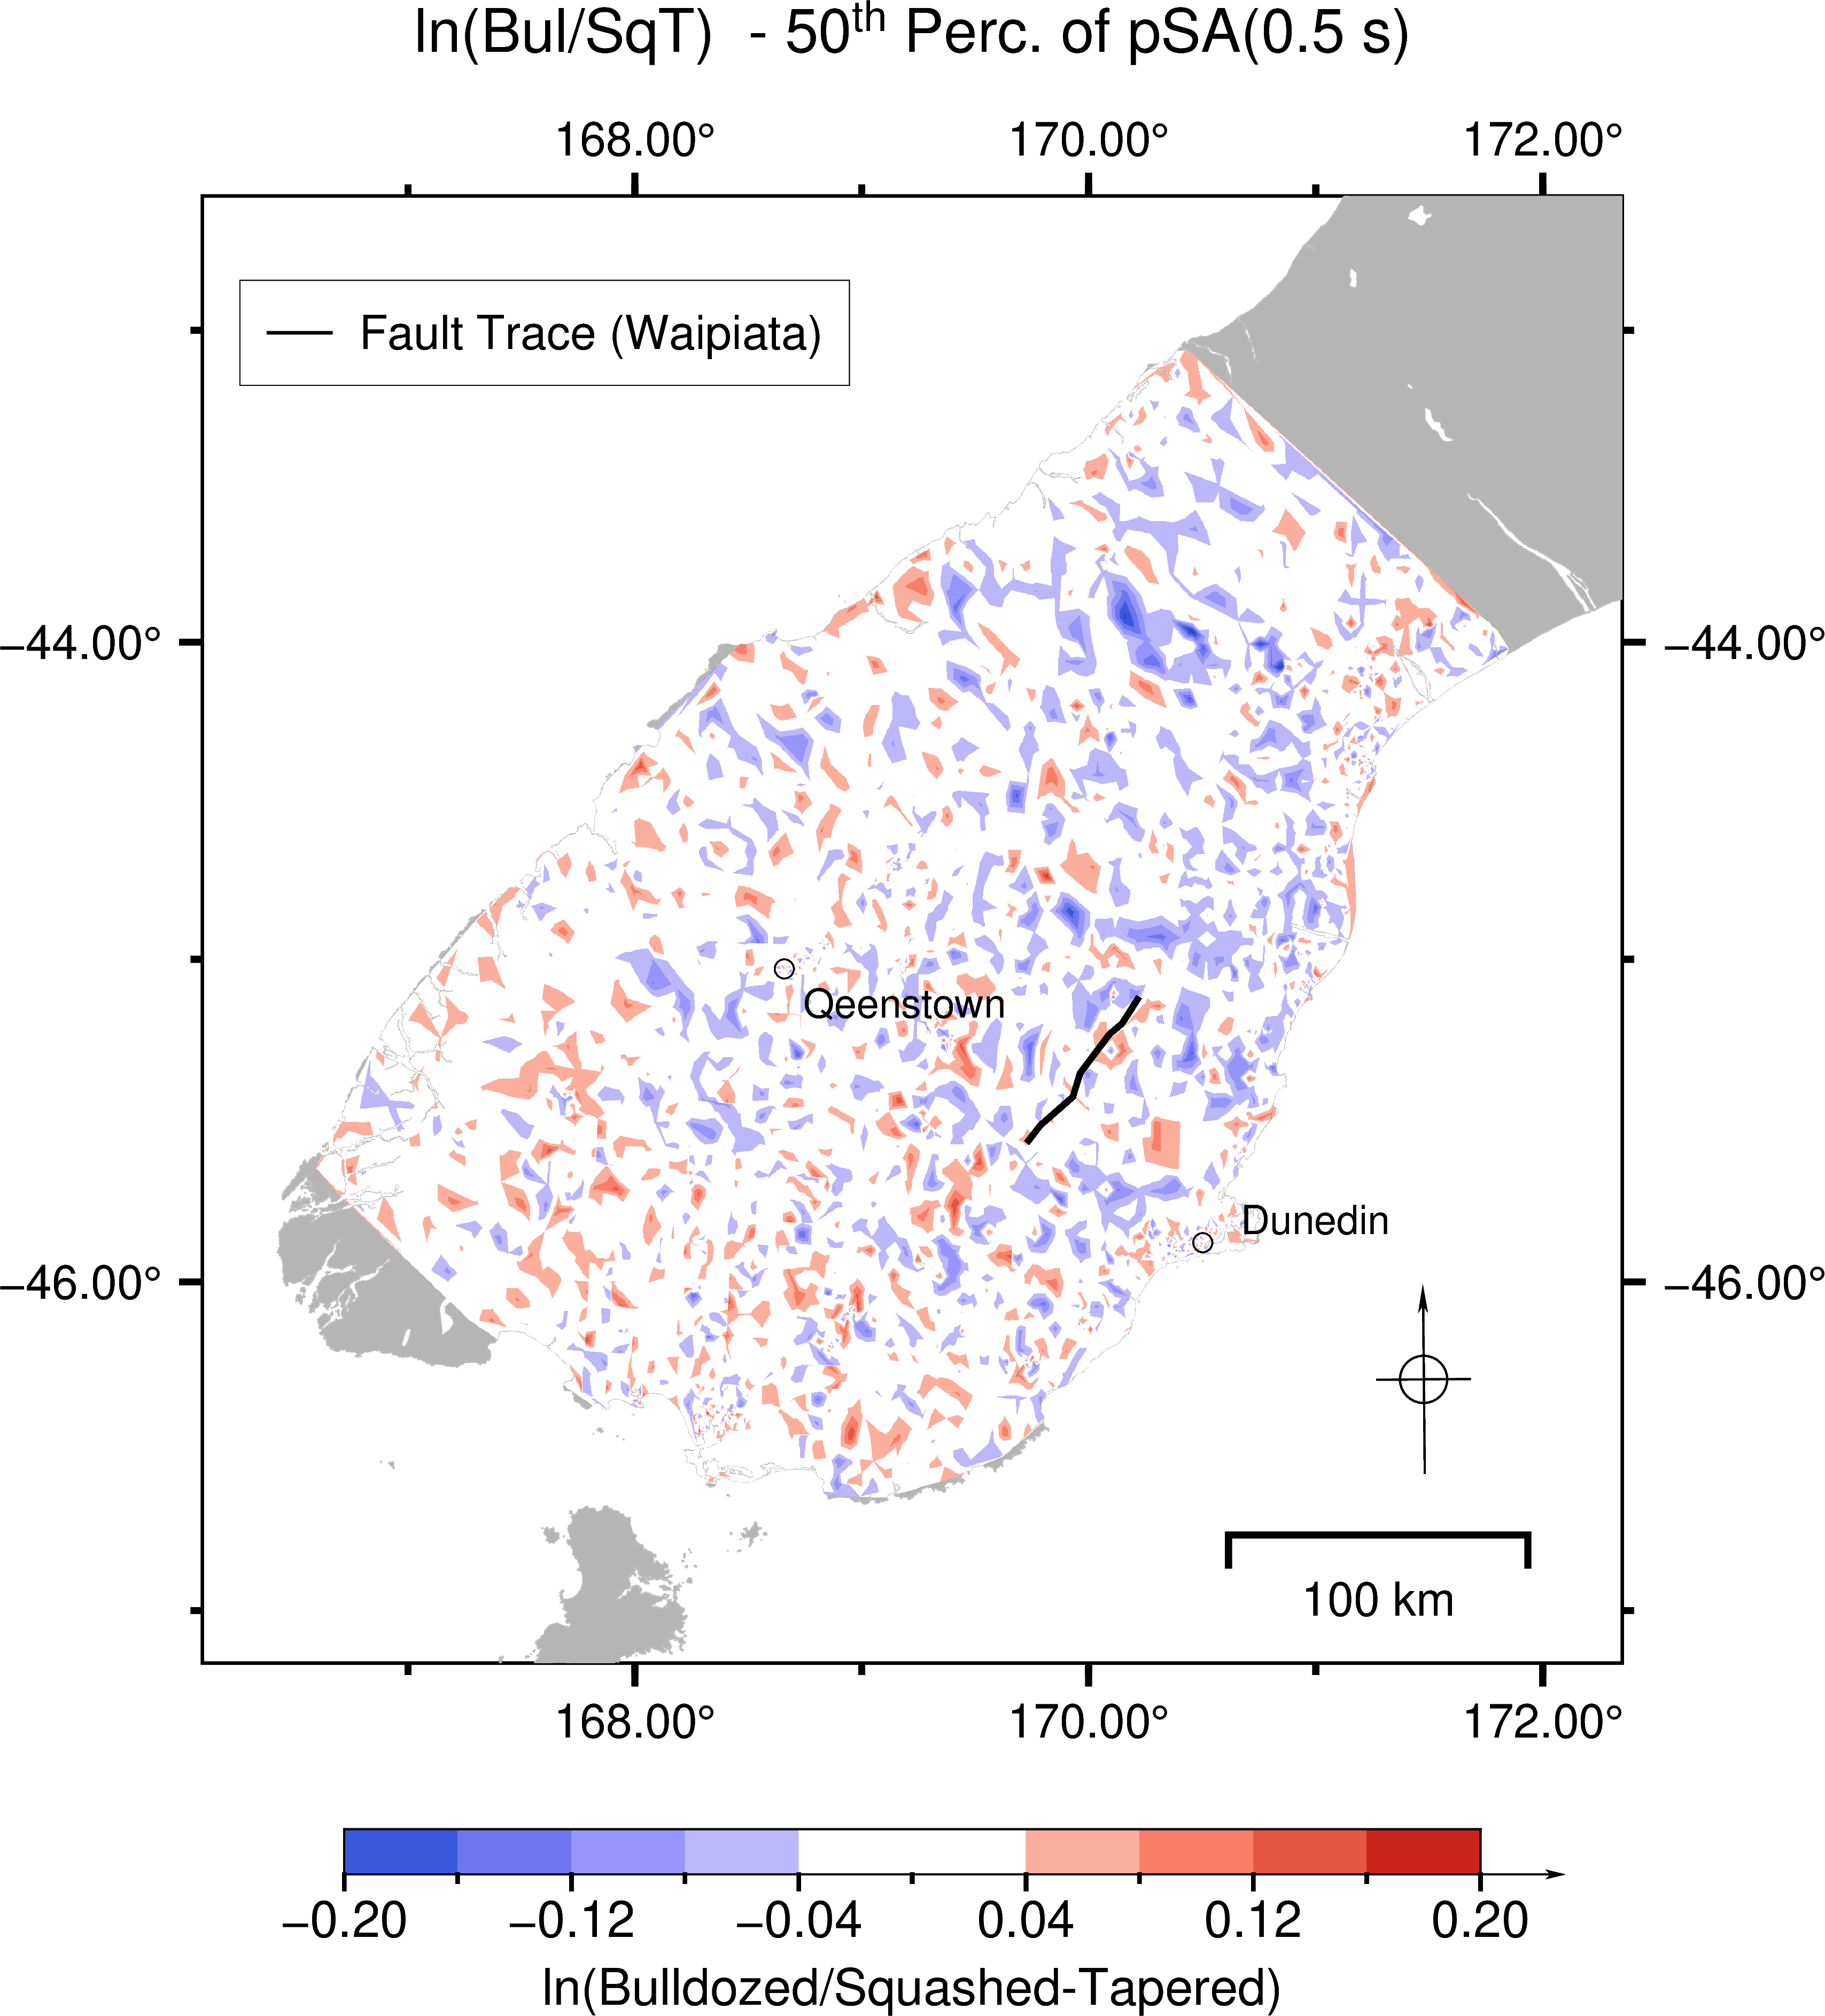 ln(Bul/SqT) - 50th Perc. of pSA(0.5 s)
168.00° 170.00° 172.00°
Fault Trace (Waipiata)
−44.00° −44.00°
Qeenstown
Dunedin
−46.00° −46.00°
100 km
168.00° 170.00° 172.00°
−0.20 −0.12 −0.04 0.04 0.12 0.20
ln(Bulldozed/Squashed-Tapered)